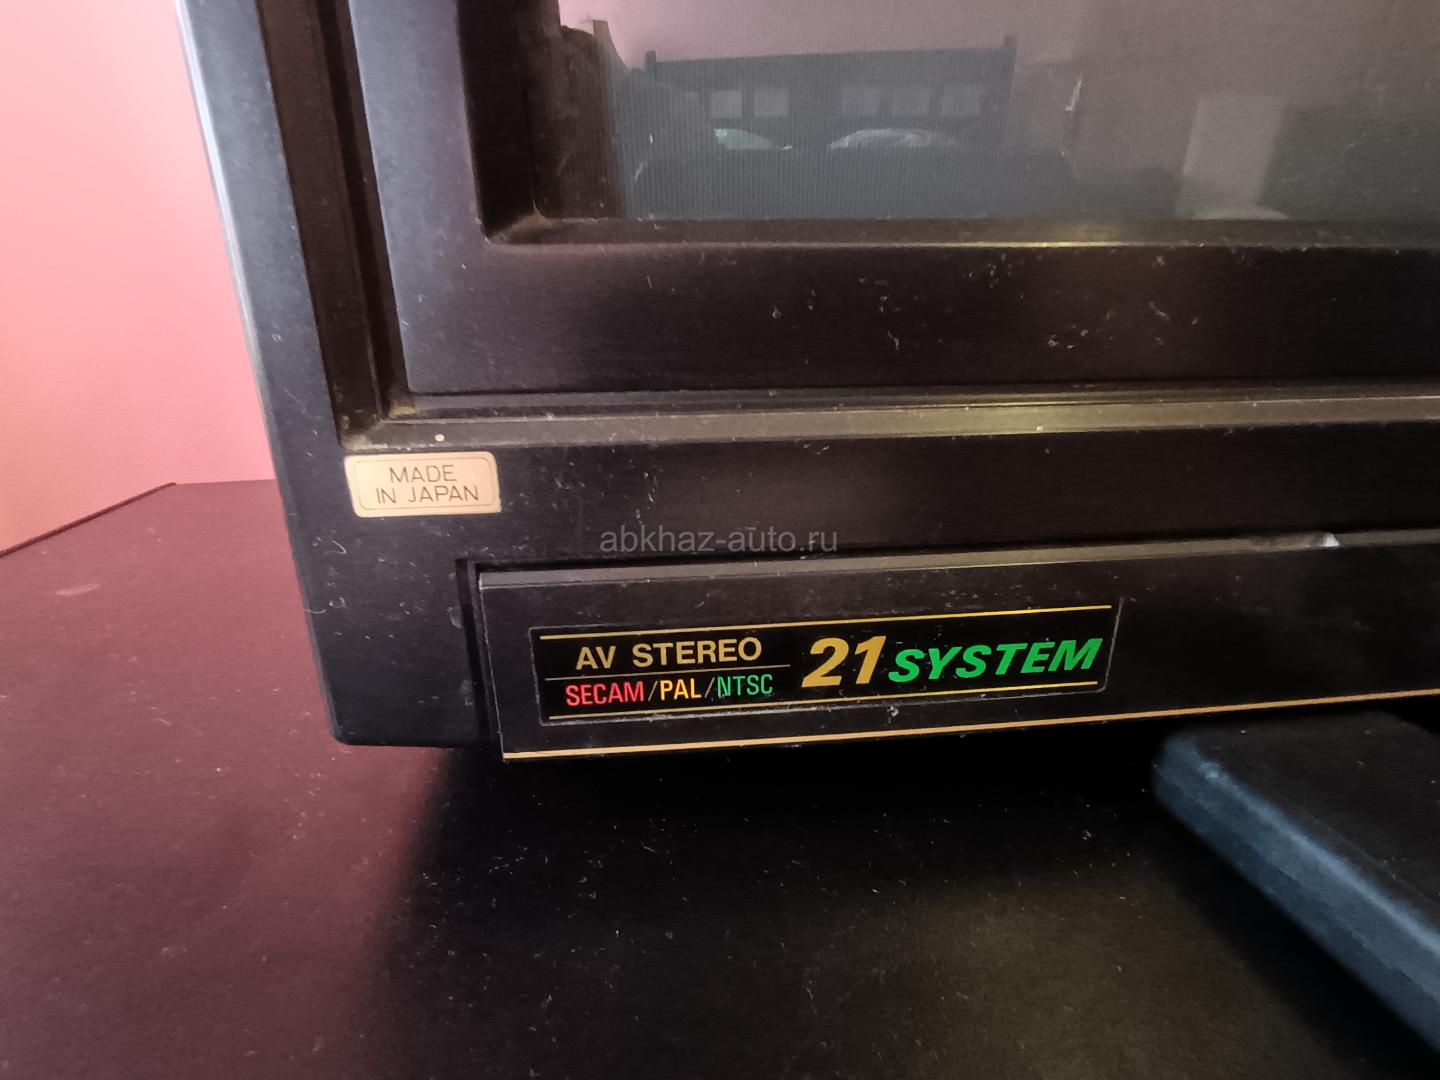 MADE
IN JAPAN
abkhaz-auto.ru
AV STEREO
SECAM/PAL/NTSC
21 SYSTEM